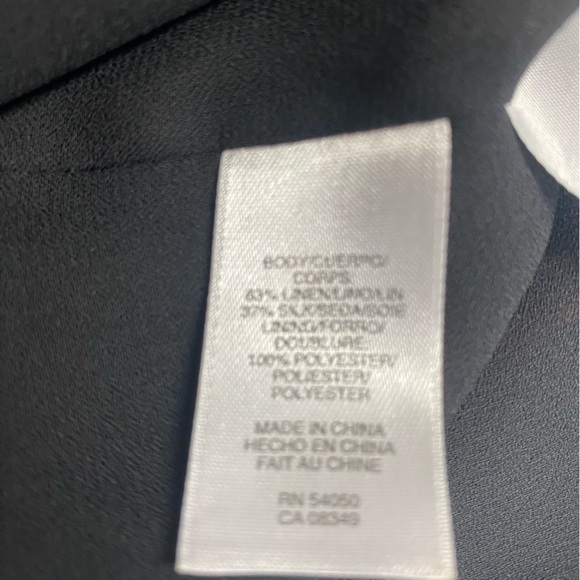 BODY/CUERPO/
CORPS
63% LINEN/LINO/LIN
37% SILK/SEDA/SOIE
LINING/FORRO/
DOUBLURE
100% POLYESTER/
POLIESTER/
POLYESTER
MADE IN CHINA
HECHO EN CHINA
FAIT AU CHINE
RN 54050
CA 08349